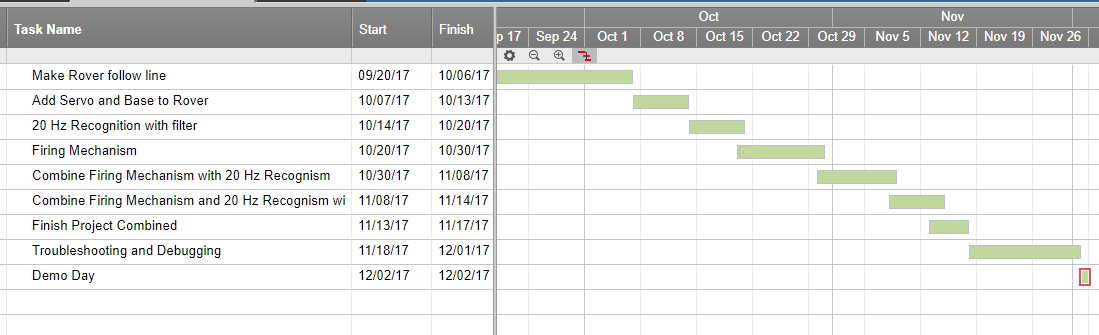 Oct Nov
Task Name Start Finish
p 17 Sep 24 Oct 1 Oct 8 Oct 15 Oct 22 Oct 29 Nov 5 Nov 12 Nov 19 Nov 26
Make Rover follow line 09/20/17 10/06/17
Add Servo and Base to Rover 10/07/17 10/13/17
20 Hz Recognition with filter 10/14/17 10/20/17
Firing Mechanism 10/20/17 10/30/17
Combine Firing Mechanism with 20 Hz Recognism 10/30/17 11/08/17
Combine Firing Mechanism and 20 Hz Recognism wi 11/08/17 11/14/17
Finish Project Combined 11/13/17 11/17/17
Troubleshooting and Debugging 11/18/17 12/01/17
Demo Day 12/02/17 12/02/17